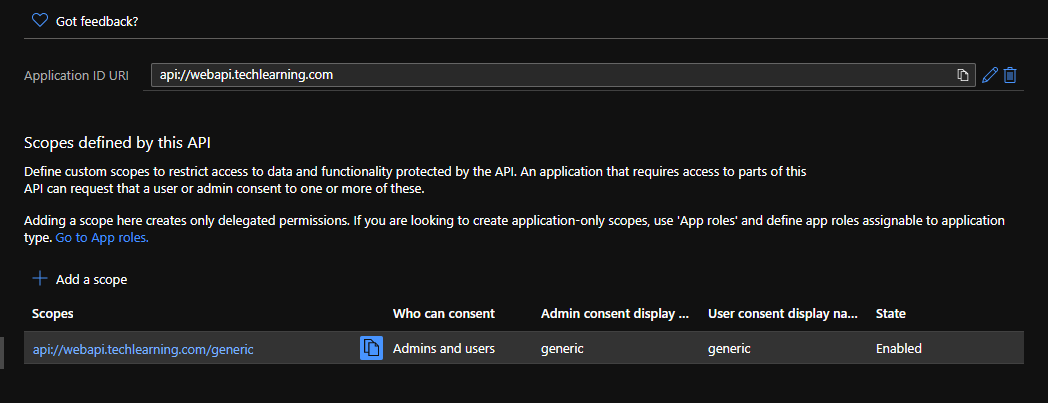 Got feedback?
Application ID URI
api://webapi.techlearning.com
Scopes defined by this API
Define custom scopes to restrict access to data and functionality protected by the API. An application that requires access to parts of this
API can request that a user or admin consent to one or more of these.
Adding a scope here creates only delegated permissions. If you are looking to create application-only scopes, use 'App roles' and define app roles assignable to application
type. Go to App roles.
Add a scope
Scopes Who can consent Admin consent display ... User consent display na... State
api://webapi.techlearning.com/generic Admins and users generic generic Enabled